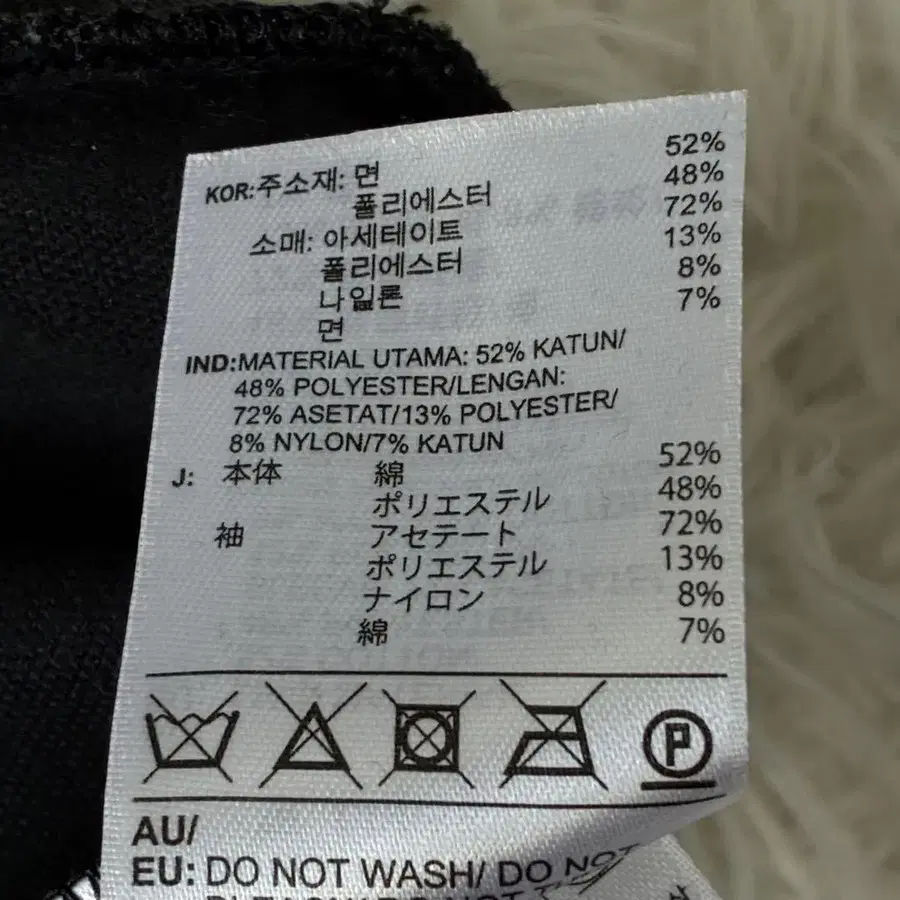 KOR:주소재: 면 52%
폴리에스터 48%
소매: 아세테이트 72%
폴리에스터 13%
나일론 8%
면 7%
IND:MATERIAL UTAMA: 52% KATUN/
48% POLYESTER/LENGAN:
72% ASETAT/13% POLYESTER/
8% NYLON/7% KATUN
J: 本体 綿 52%
ポリエステル 48%
袖 アセテート 72%
ポリエステル 13%
ナイロン 8%
綿 7%
P
AU/
EU: DO NOT WASH/ DO NOT